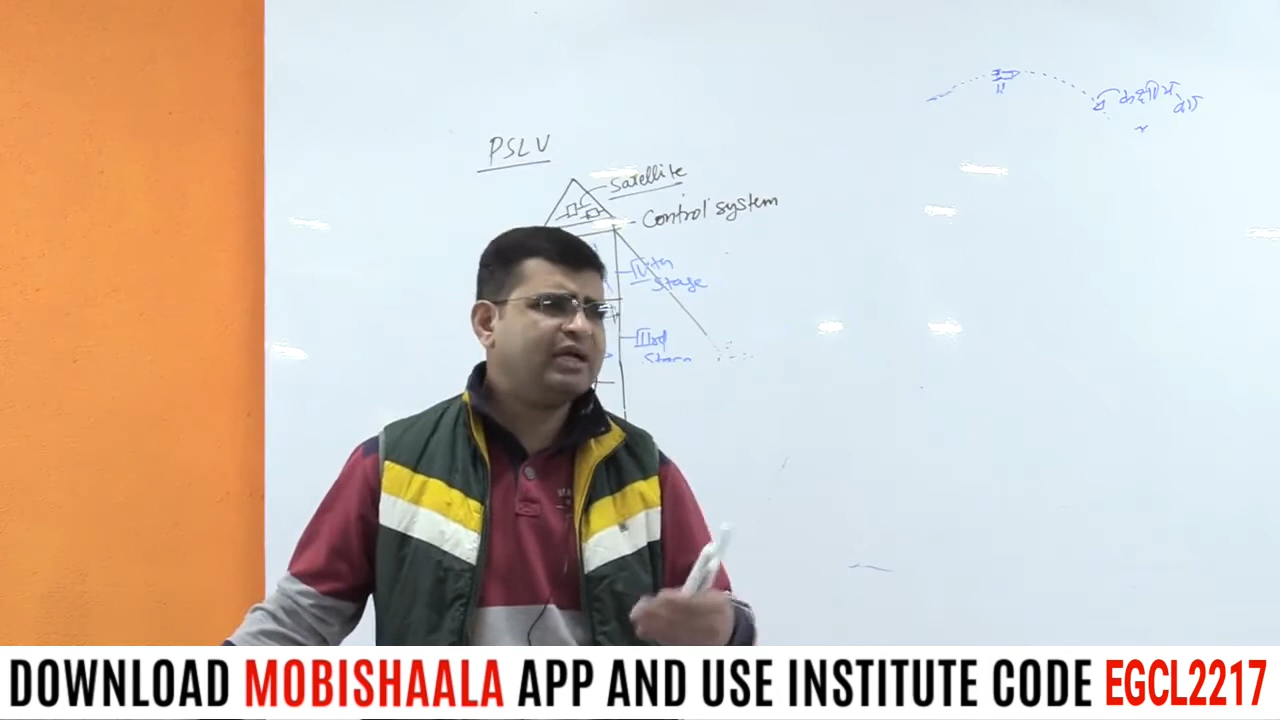 PSLV
Satellite
Control system
IVth
Stage
IIIrd
DOWNLOAD MOBISHAALA APP AND USE INSTITUTE CODE EGCL2217